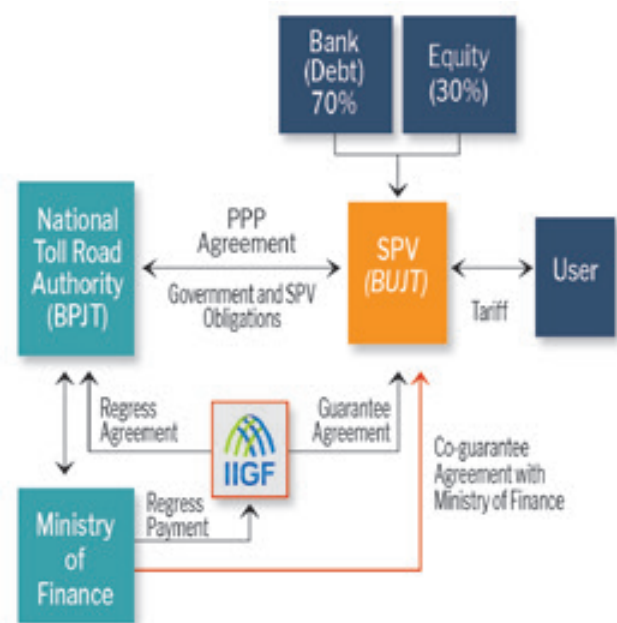 Bank
(Debt)
70%
Equity
(30%)
National
Toll Road
Authority
(BPJT)
PPP
Agreement
Government and SPV
Obligations
SPV
(BUJT)
Tariff
User
Regress
Agreement
IIGF
Guarantee
Agreement
Co-guarantee
Agreement with
Ministry of Finance
Regress
Payment
Ministry
of
Finance